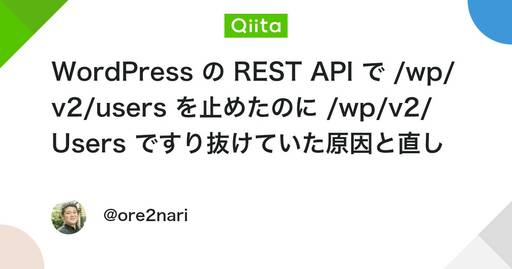 Qiita
WordPress の REST API で /wp/
v2/users を止めたのに /wp/v2/
Users ですり抜けていた原因と直し
@ore2nari